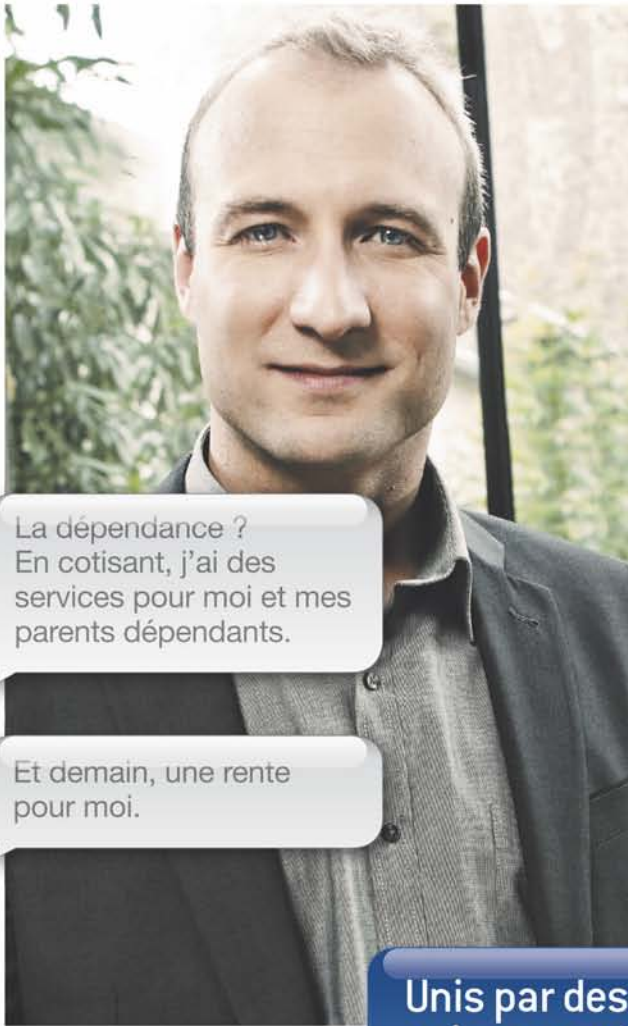 La dépendance ?
En cotisant, j'ai des
services pour moi et mes
parents dépendants.
Et demain, une rente
pour moi.
Unis par des